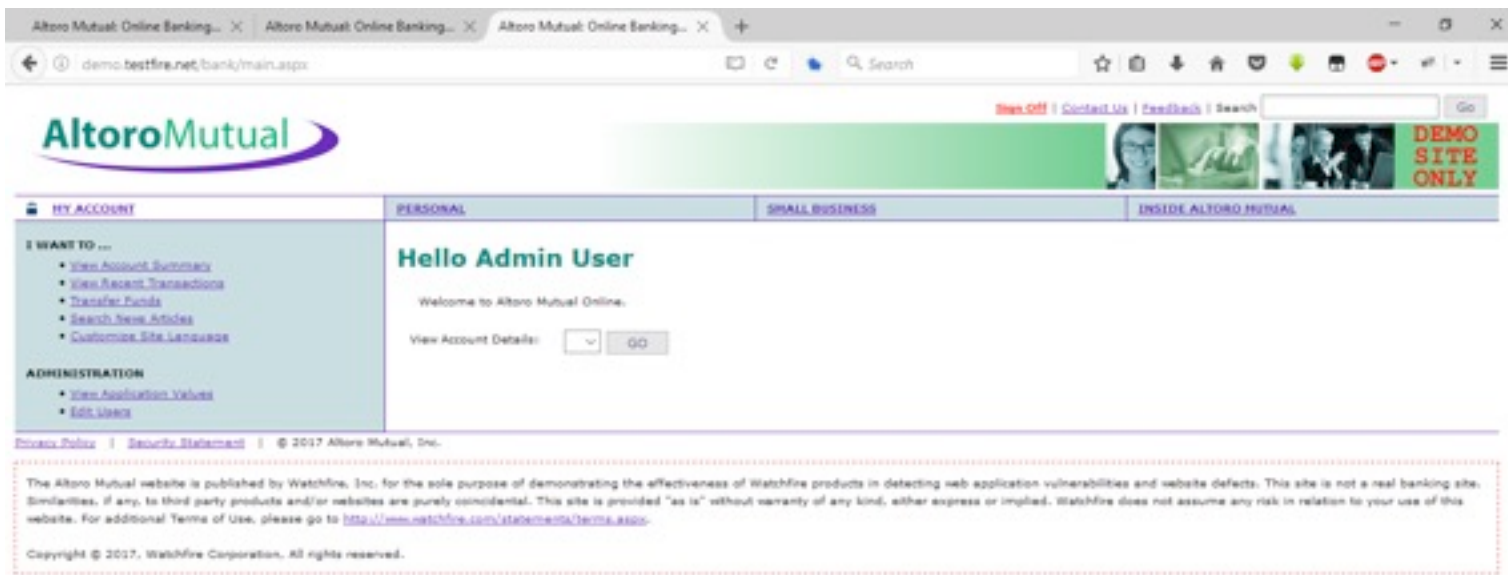 Altoro Mutual: Online Banking... Altoro Mutual: Online Banking... Altoro Mutual: Online Banking...
demo.testfire.net/bank/main.aspx Search
Sign Off | Contact Us | Feedback | Search Go
AltoroMutual
DEMO
SITE
ONLY
MY ACCOUNT PERSONAL SMALL BUSINESS INSIDE ALTORO MUTUAL
I WANT TO ...
• View Account Summary
• View Recent Transactions
• Transfer Funds
• Search News Articles
• Customize Site Language
ADMINISTRATION
• View Application Values
• Edit Users
Hello Admin User
Welcome to Altoro Mutual Online.
View Account Details: GO
Privacy Policy | Security Statement | © 2017 Altoro Mutual, Inc.
The Altoro Mutual website is published by Watchfire, Inc. for the sole purpose of demonstrating the effectiveness of Watchfire products in detecting web application vulnerabilities and website defects. This site is not a real banking site.
Similarities, if any, to third party products and/or websites are purely coincidental. This site is provided "as is" without warranty of any kind, either express or implied. Watchfire does not assume any risk in relation to your use of this
website. For additional Terms of Use, please go to http://www.watchfire.com/statements/terms.aspx.
Copyright © 2017, Watchfire Corporation, All rights reserved.